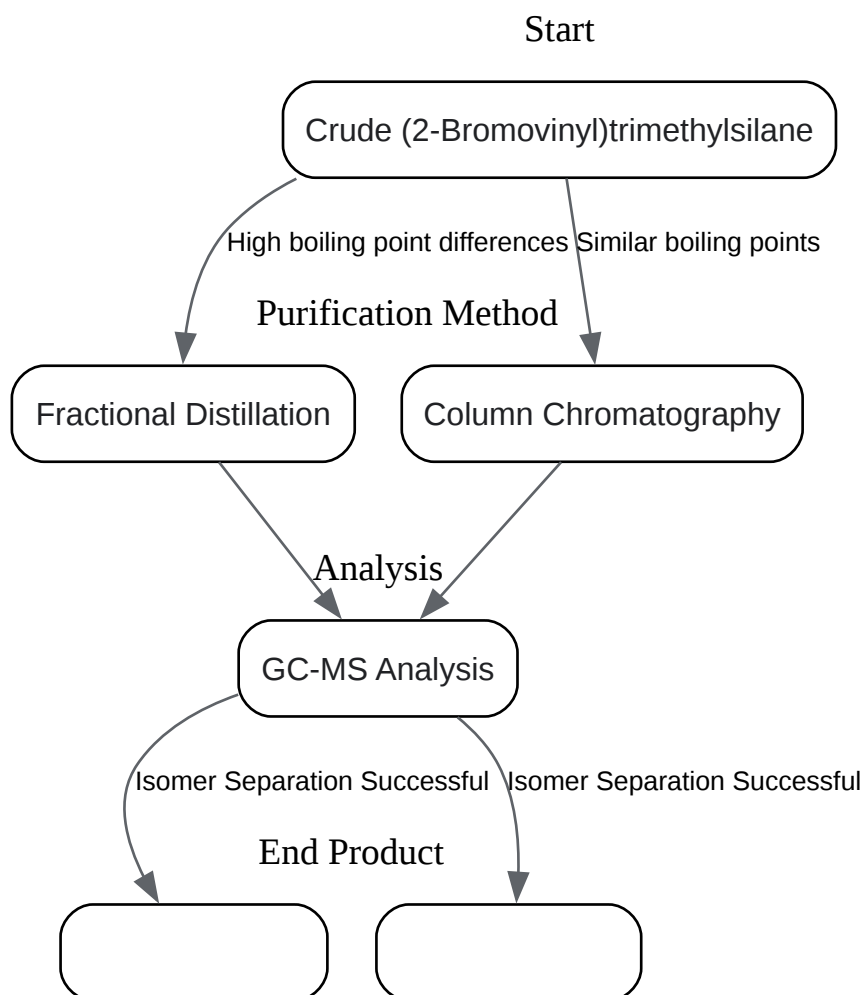 Start
Crude (2-Bromovinyl)trimethylsilane
High boiling point differences
Similar boiling points
Purification Method
Fractional Distillation
Column Chromatography
Analysis
GC-MS Analysis
Isomer Separation Successful
Isomer Separation Successful
End Product